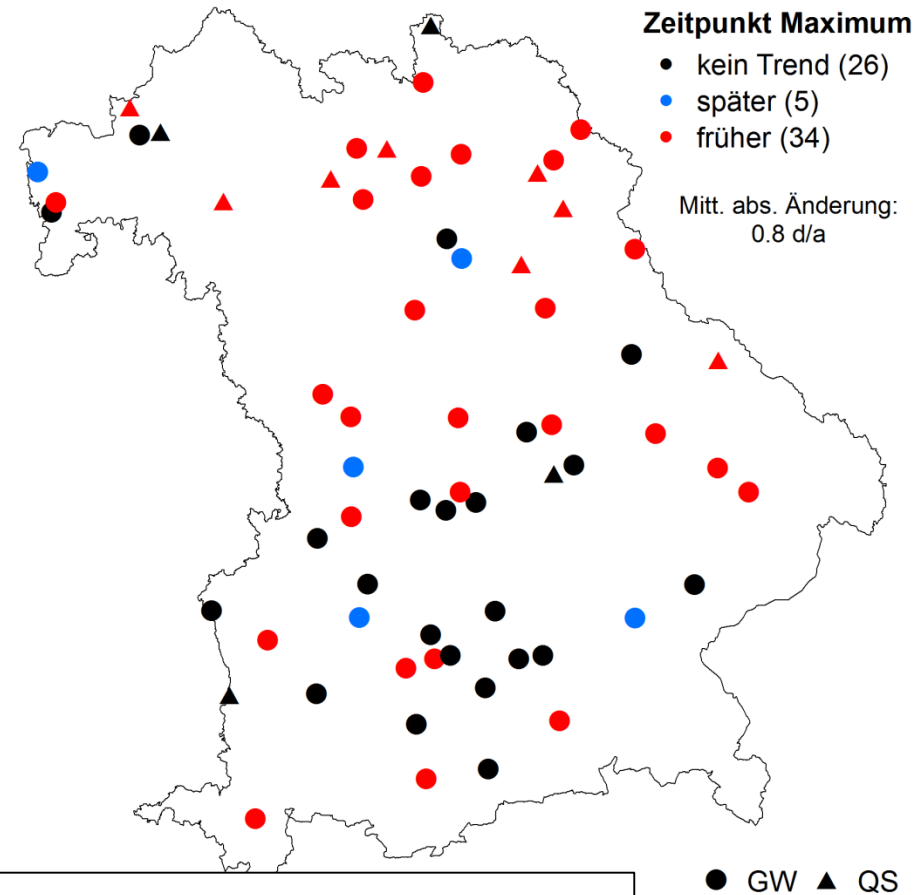 Zeitpunkt Maximum
kein Trend (26)
später (5)
früher (34)
Mitt. abs. Änderung:
0.8 d/a
GW QS